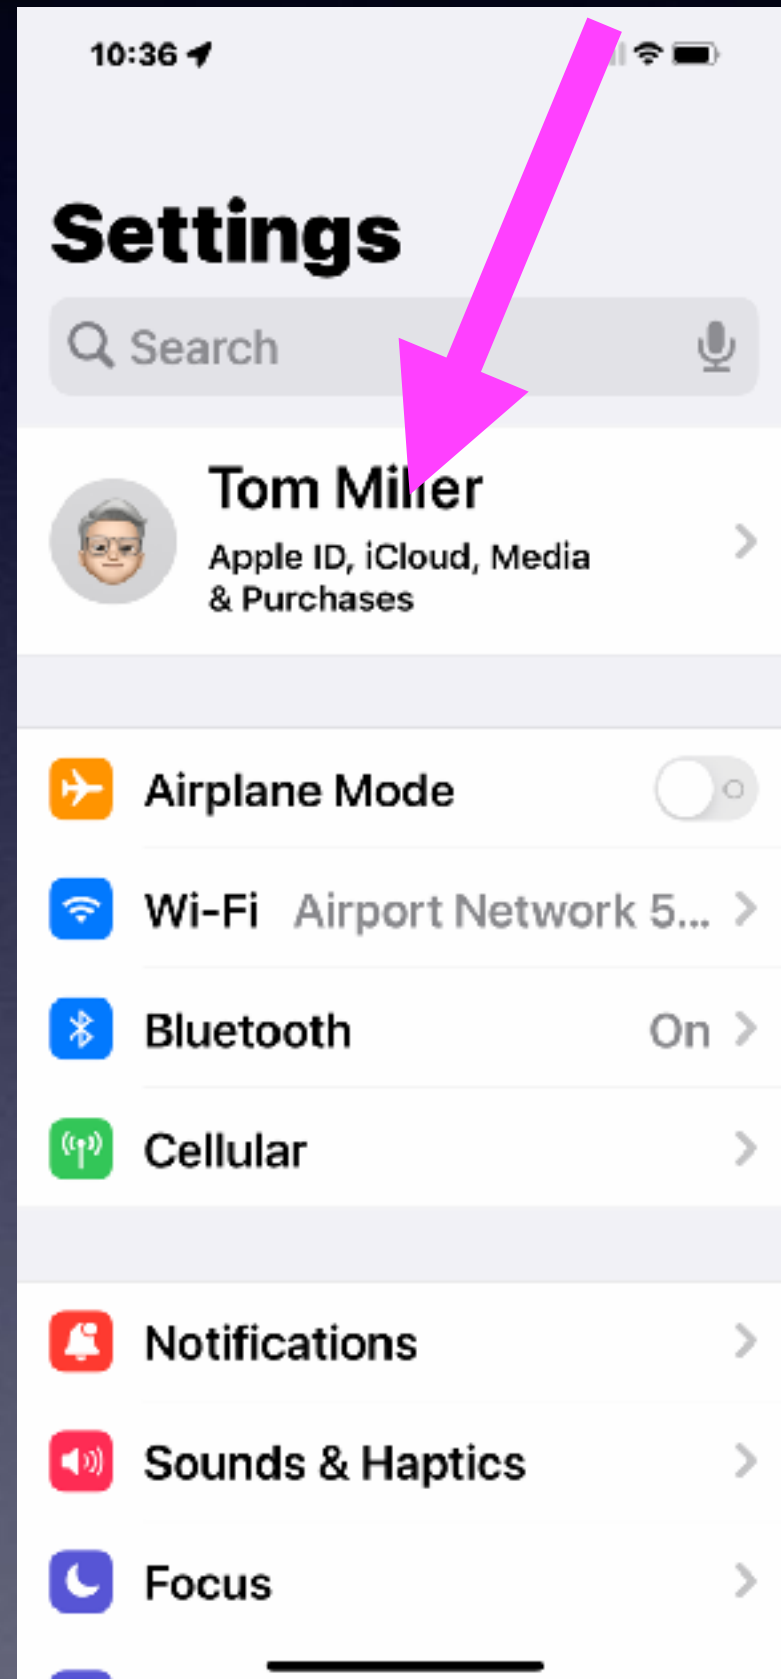 10:36
Settings
Search
Tom Miller
Apple ID, iCloud, Media
& Purchases
Airplane Mode
Wi-Fi Airport Network 5...
Bluetooth On
Cellular
Notifications
Sounds & Haptics
Focus